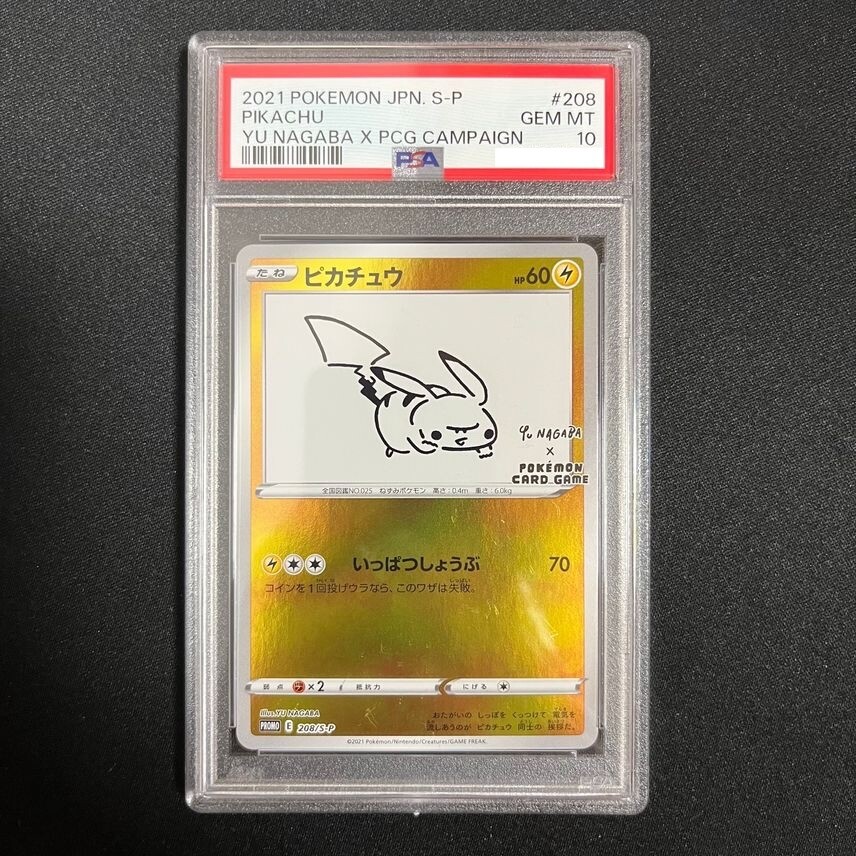 2021 POKEMON JPN. S-P #208
PIKACHU GEM MT
YU NAGABA X PCG CAMPAIGN 10
PSA
たね ピカチュウ HP60
Yu NAGABA
×
POKÉMON
CARD GAME
全国図鑑NO.025 ねずみポケモン 高さ:0.4m 重さ:6.0kg
いっぱつしょうぶ 70
コインを1回投げウラなら、このワザは失敗。
弱点 ×2 抵抗力 にげる
Illus.YU NAGABA
おたがいの しっぽを くっつけて 電気を
PROMO E 208/S-P
流しあうのが ピカチュウ 同士の 挨拶だ。
©2021 Pokémon/Nintendo/Creatures/GAME FREAK.